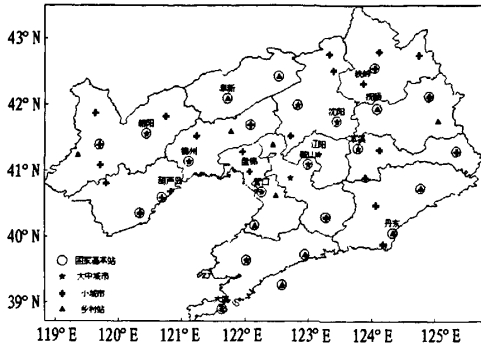 43° N
42° N
41° N
40° N
39° N
铁岭
阜新
抚顺
朝阳
沈阳
锦州
辽阳
本溪
盘锦
鞍山
葫芦岛
营口
丹东
大连
国家基本站
大中城市
小城市
乡村站
119° E
120° E
121° E
122° E
123° E
124° E
125° E